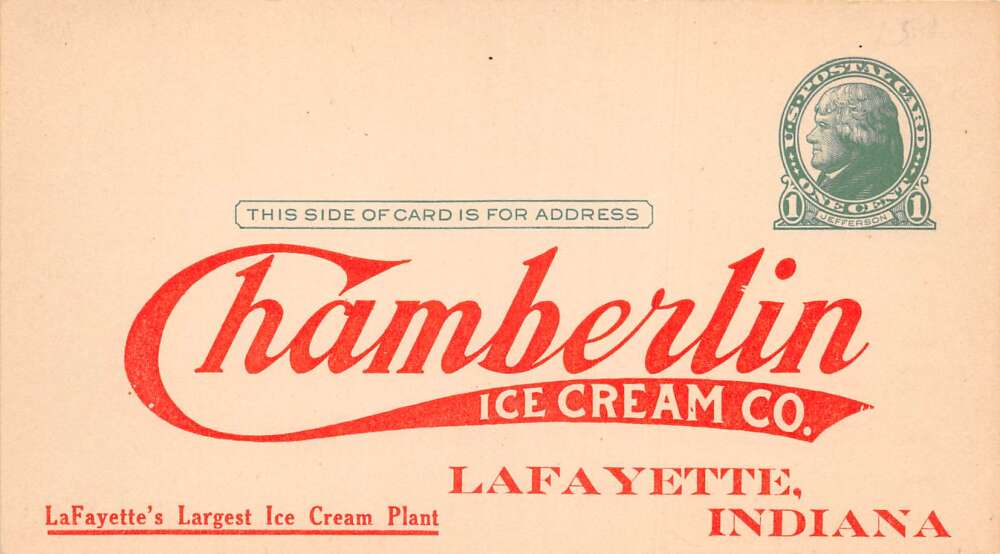 U.S. POSTAL CARD
ONE CENT
1 JEFFERSON 1
THIS SIDE OF CARD IS FOR ADDRESS
Chamberlin
ICE CREAM CO.
LAFAYETTE,
INDIANA
LaFayette's Largest Ice Cream Plant